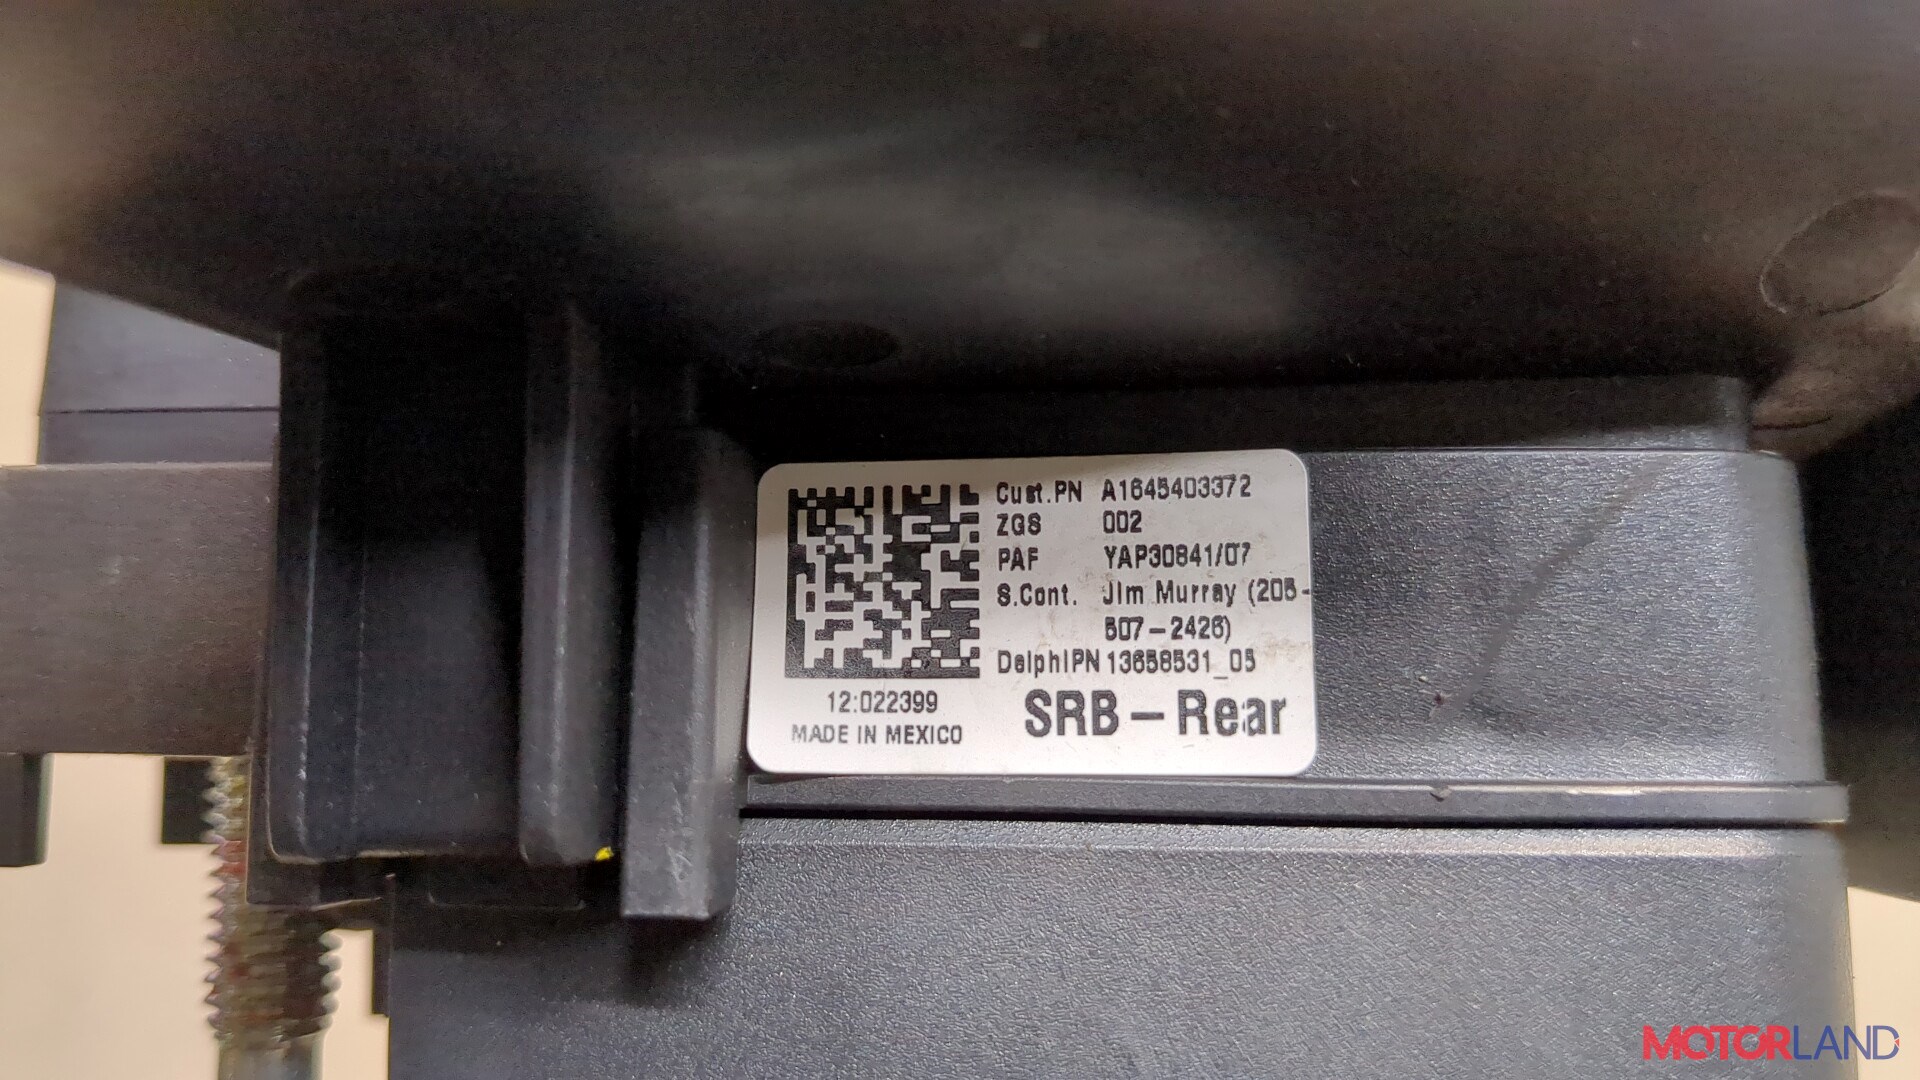 Cust.PN A1645403372
ZGS 002
PAF YAP30841/07
S.Cont. Jim Murray (205-
507-2426)
DelphiPN 13658531_05
12:022399
MADE IN MEXICO
SRB-Rear
MOTORLAND